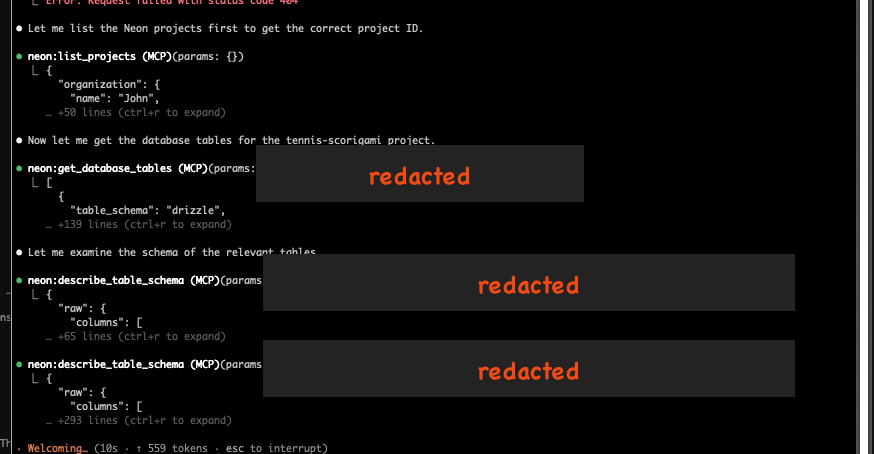 Error: Request failed with status code 404
● Let me list the Neon projects first to get the correct project ID.
● neon:list_projects (MCP)(params: {})
⎿ {
"organization": {
"name": "John",
… +50 lines (ctrl+r to expand)
● Now let me get the database tables for the tennis-scorigami project.
● neon:get_database_tables (MCP)(params: redacted
⎿ [
{
"table_schema": "drizzle",
… +139 lines (ctrl+r to expand)
● Let me examine the schema of the relevant tables
● neon:describe_table_schema (MCP)(params redacted
⎿ {
"raw": {
"columns": [
… +65 lines (ctrl+r to expand)
● neon:describe_table_schema (MCP)(params redacted
⎿ {
"raw": {
"columns": [
… +293 lines (ctrl+r to expand)
· Welcoming… (10s · ↑ 559 tokens · esc to interrupt)